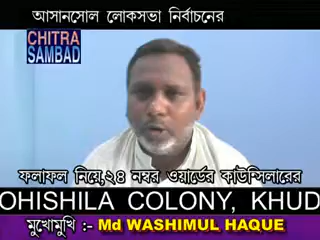 আসানসোল লোকসভা নির্বাচনের
CHITRA
SAMBAD
ফলাফল নিয়ে,২৪ নম্বর ওয়ার্ডের কাউন্সিলারের
OHISHILA COLONY, KHUD
মুখোমুখি :- Md WASHIMUL HAQUE